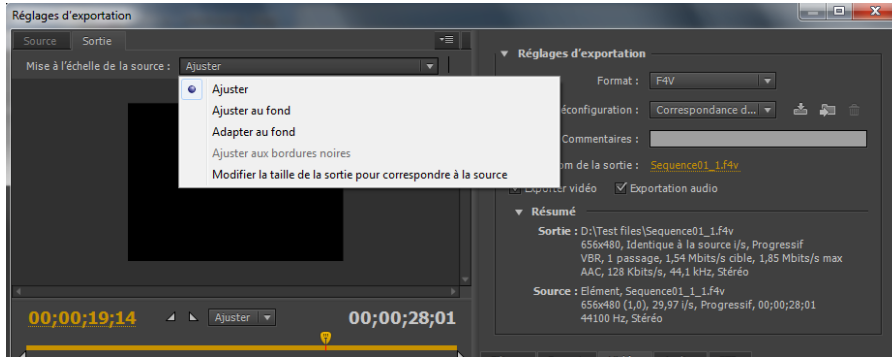 Réglages d'exportation
Source Sortie
Mise à l'échelle de la source : Ajuster
Ajuster
Ajuster au fond
Adapter au fond
Ajuster aux bordures noires
Modifier la taille de la sortie pour correspondre à la source
00;00;19;14 Ajuster 00;00;28;01
Réglages d'exportation
Format : F4V
éconfiguration : Correspondance d...
Commentaires :
om de la sortie : Sequence01_1.f4v
Exporter vidéo Exportation audio
Résumé
Sortie : D:\Test files\Sequence01_1.f4v
656x480, Identique à la source i/s, Progressif
VBR, 1 passage, 1,54 Mbits/s cible, 1,85 Mbits/s max
AAC, 128 Kbits/s, 44,1 kHz, Stéréo
Source : Elément, Sequence01_1_1.f4v
656x480 (1,0), 29,97 i/s, Progressif, 00;00;28;01
44100 Hz, Stéréo